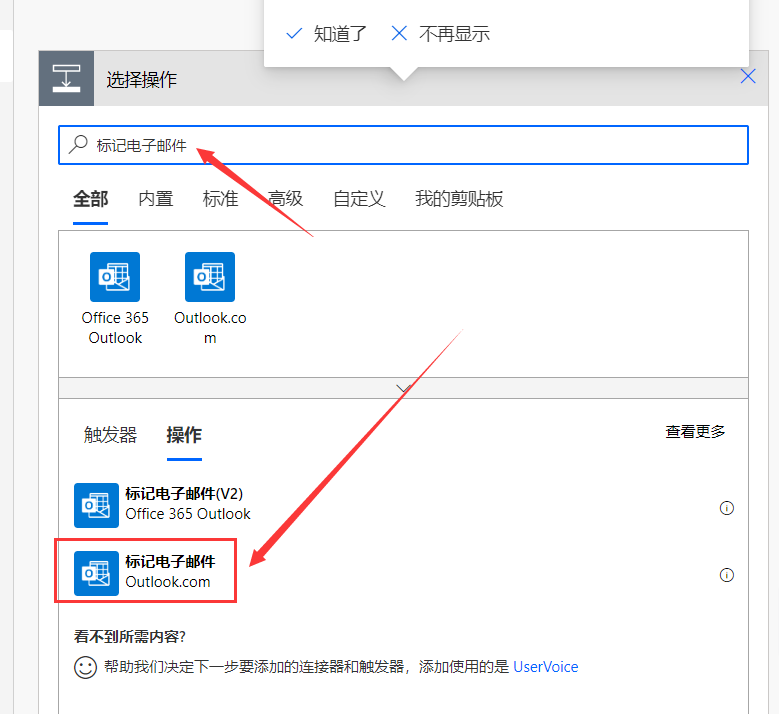 知道了 不再显示
选择操作
标记电子邮件
全部 内置 标准 高级 自定义 我的剪贴板
Office 365
Outlook
Outlook.co
m
触发器 操作 查看更多
标记电子邮件(V2)
Office 365 Outlook
标记电子邮件
Outlook.com
看不到所需内容?
帮助我们决定下一步要添加的连接器和触发器，添加使用的是 UserVoice